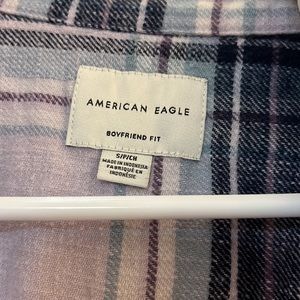 AMERICAN EAGLE
BOYFRIEND FIT
S/P/CH
MADE IN INDONESIA
FABRIQUÉ EN
INDONÉSIE